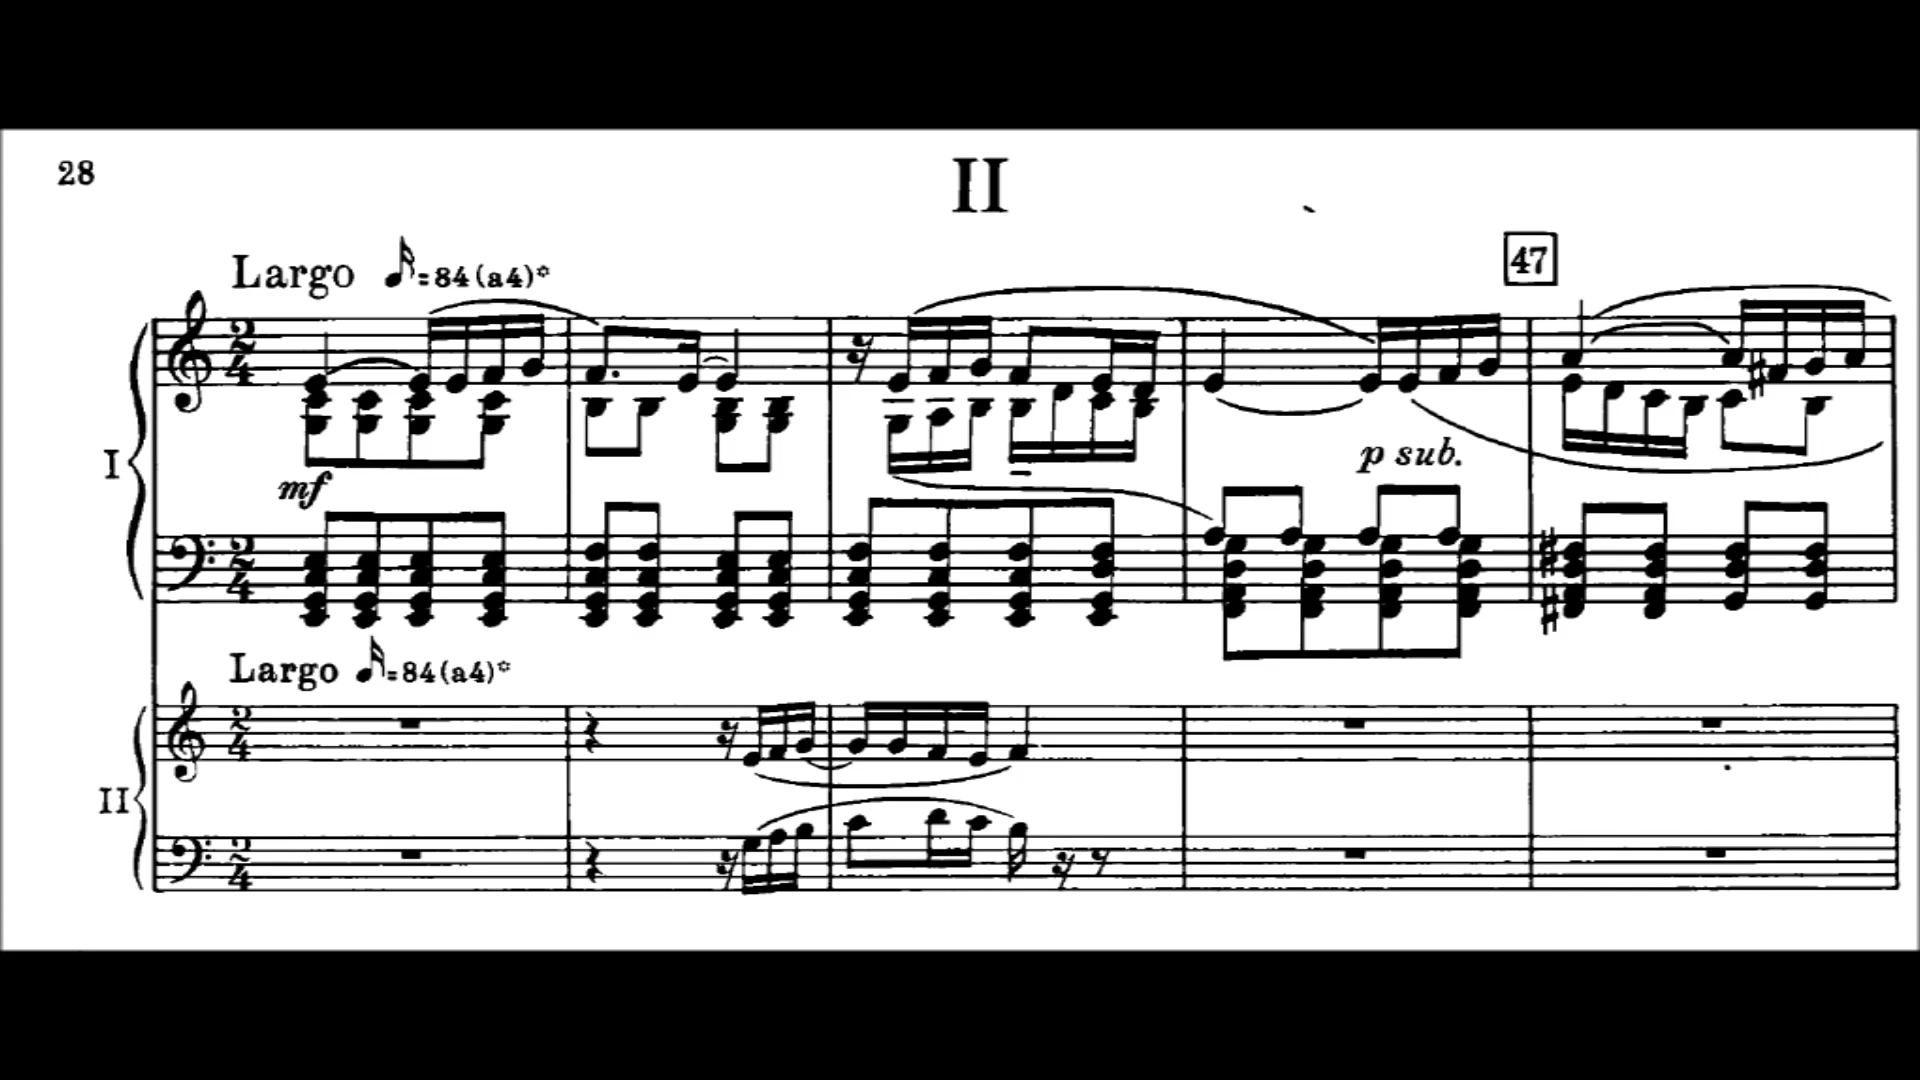 28
II
47
Largo 𝅘𝅥𝅯=84(a4)*
I
mf
p sub.
Largo 𝅘𝅥𝅯=84(a4)*
II